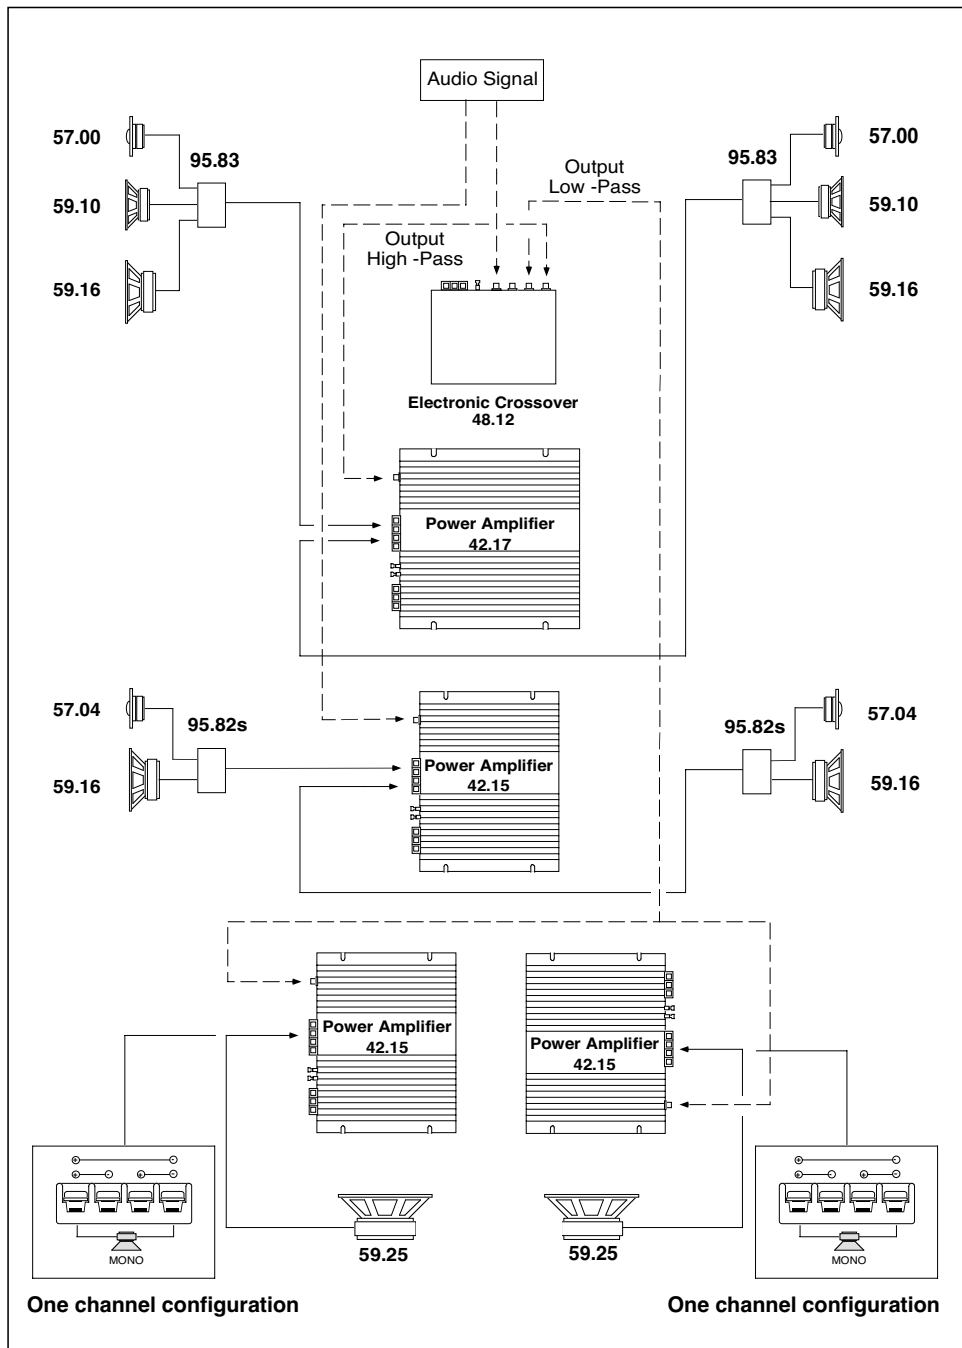 Audio Signal
57.00
95.83
59.10
59.16
Output
Low -Pass
95.83
57.00
59.10
59.16
Output
High -Pass
Electronic Crossover
48.12
Power Amplifier
42.17
57.04
95.82s
59.16
Power Amplifier
42.15
95.82s
57.04
59.16
Power Amplifier
42.15
Power Amplifier
42.15
+ -
+ - + -
MONO
59.25
59.25
+ -
+ - + -
MONO
One channel configuration
One channel configuration